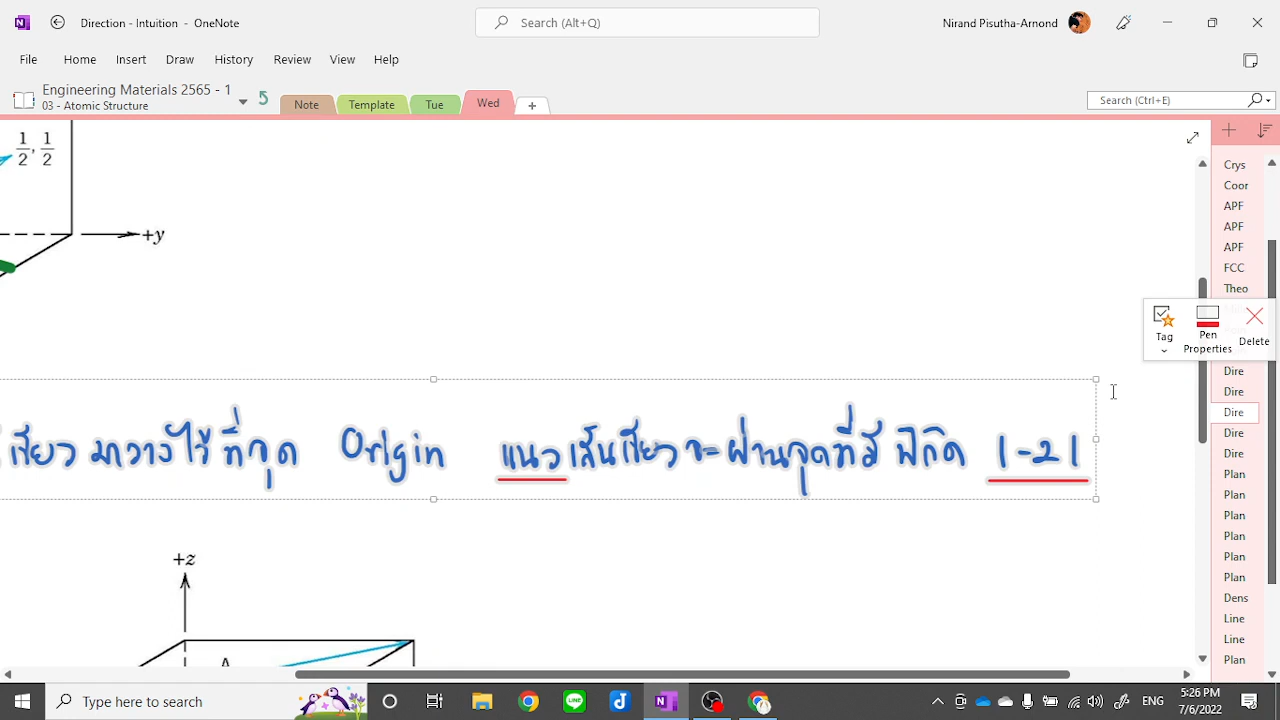 Direction - Intuition - OneNote
Search (Alt+Q)
Nirand Pisutha-Arnond
File Home Insert Draw History Review View Help
Engineering Materials 2565 - 1
03 - Atomic Structure
Note Template Tue Wed
Search (Ctrl+E)
1/2, 1/2
+y
Crys
Coor
APF
APF
APF
FCC
Theo
Tag
Pen Properties
Delete
Dire
Dire
Dire
Dire
Dire
Plan
Plan
Plan
Plan
Plan
Plan
Dens
Line
Line
Plan
เขียว มาวางไว้ ที่จุด Origin แนวเส้นเขียวจะผ่านจุดที่มี พิกัด 1-21
+z
A
Type here to search
ENG
5:26 PM
7/6/2022